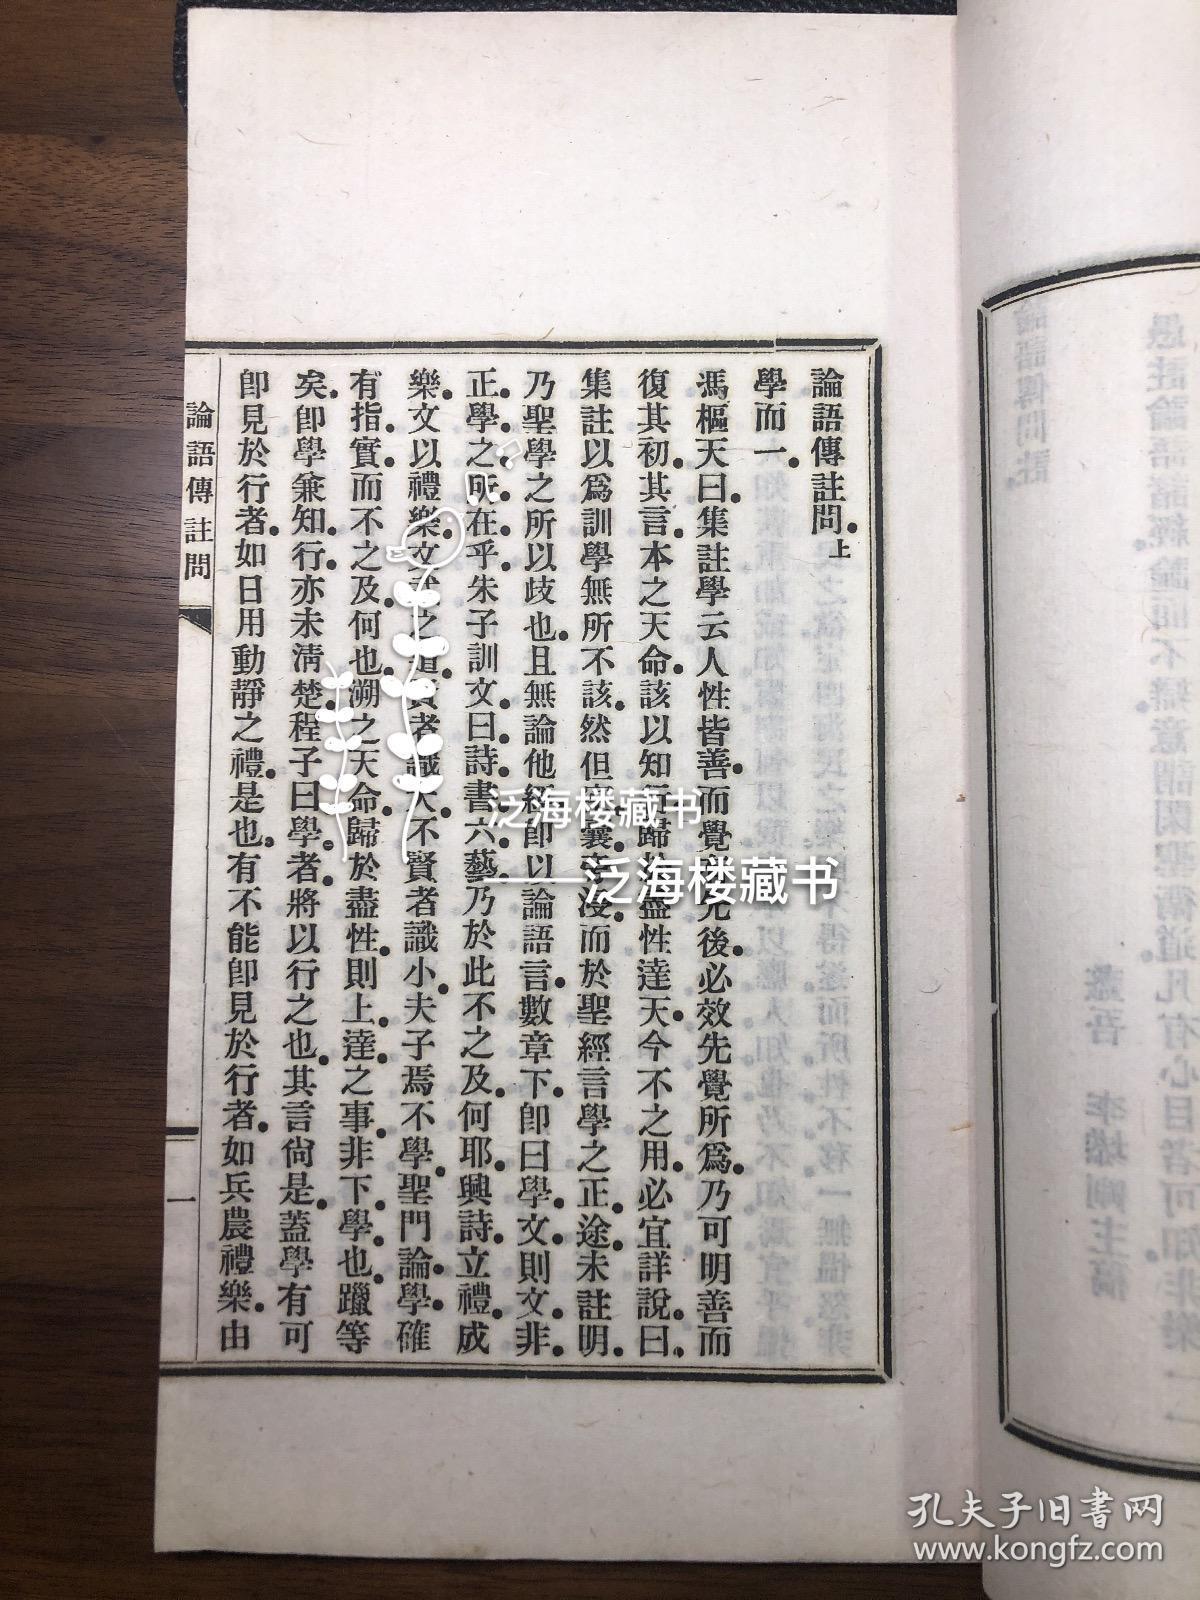 論語傳註問上
學而一
馮樞天曰集註學云人性皆善而覺有先後必效先覺所爲乃可明善而
復其初其言本之天命該以知行歸於盡性達天今不之用必宜詳說曰
集註以爲訓學無所不該然但 而於聖經言學之正途未註明
乃聖學之所以歧也且無論他經卽以論語言數章下卽曰學文則文非
正學之所在乎朱子訓文曰詩書六藝乃於此不之及何耶興詩立禮成
樂文以禮樂文武之道賢者識大不賢者識小夫子焉不學聖門論學確
有指實而不之及何也溯之天命歸於盡性則上達之事非下學也躐等
矣卽學兼知行亦未淸楚程子曰學者將以行之也其言尙是蓋學有可
卽見於行者如日用動靜之禮是也有不能卽見於行者如兵農禮樂由
論語傳註問
一
泛海楼藏书
——泛海楼藏书
孔夫子旧书网
www.kongfz.com